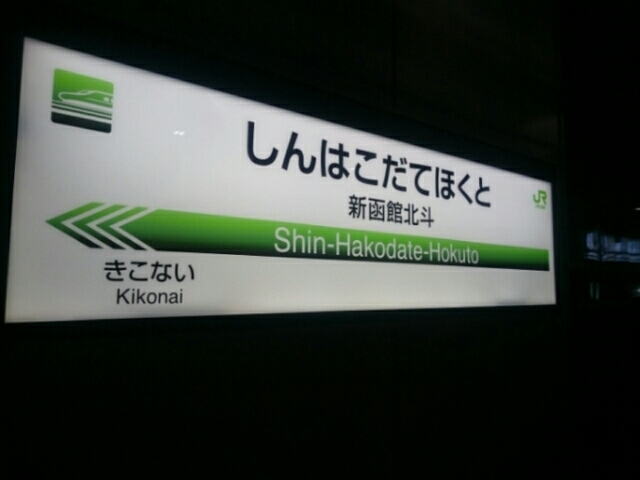 しんはこだてほくと
新函館北斗
Shin-Hakodate-Hokuto
きこない
Kikonai
JR